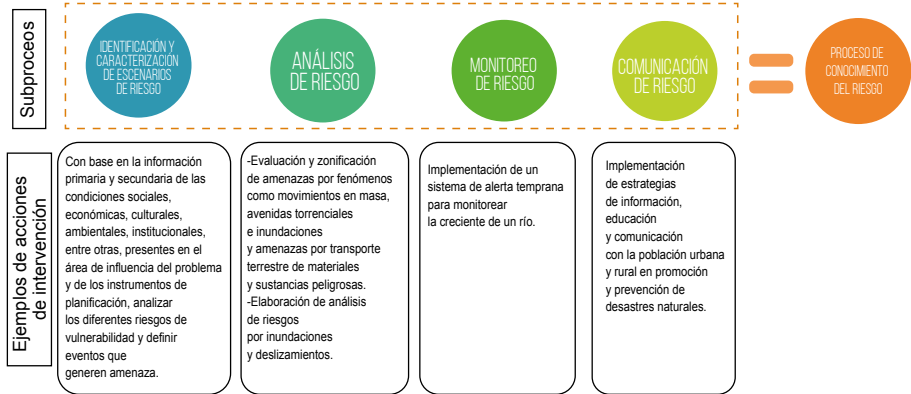 Subproceos
IDENTIFICACIÓN Y
CARACTERIZACIÓN
DE ESCENARIOS
DE RIESGO
ANÁLISIS
DE RIESGO
MONITOREO
DE RIESGO
COMUNICACIÓN
DE RIESGO
PROCESO DE
CONOCIMIENTO
DEL RIESGO
Ejemplos de acciones
de intervención
Con base en la información
primaria y secundaria de las
condiciones sociales,
económicas, culturales,
ambientales, institucionales,
entre otras, presentes en el
área de influencia del problema
y de los instrumentos de
planificación, analizar
los diferentes riesgos de
vulnerabilidad y definir
eventos que
generen amenaza.
-Evaluación y zonificación
de amenazas por fenómenos
como movimientos en masa,
avenidas torrenciales
e inundaciones
y amenazas por transporte
terrestre de materiales
y sustancias peligrosas.
-Elaboración de análisis
de riesgos
por inundaciones
y deslizamientos.
Implementación de un
sistema de alerta temprana
para monitorear
la creciente de un río.
Implementación
de estrategias
de información,
educación
y comunicación
con la población urbana
y rural en promoción
y prevención de
desastres naturales.